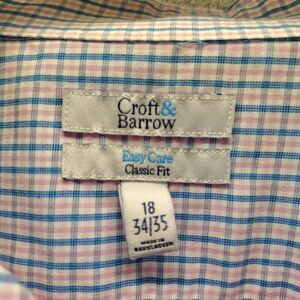 Croft&
Barrow
Easy Care
Classic Fit
18
34/35
MADE IN
BANGLADESH